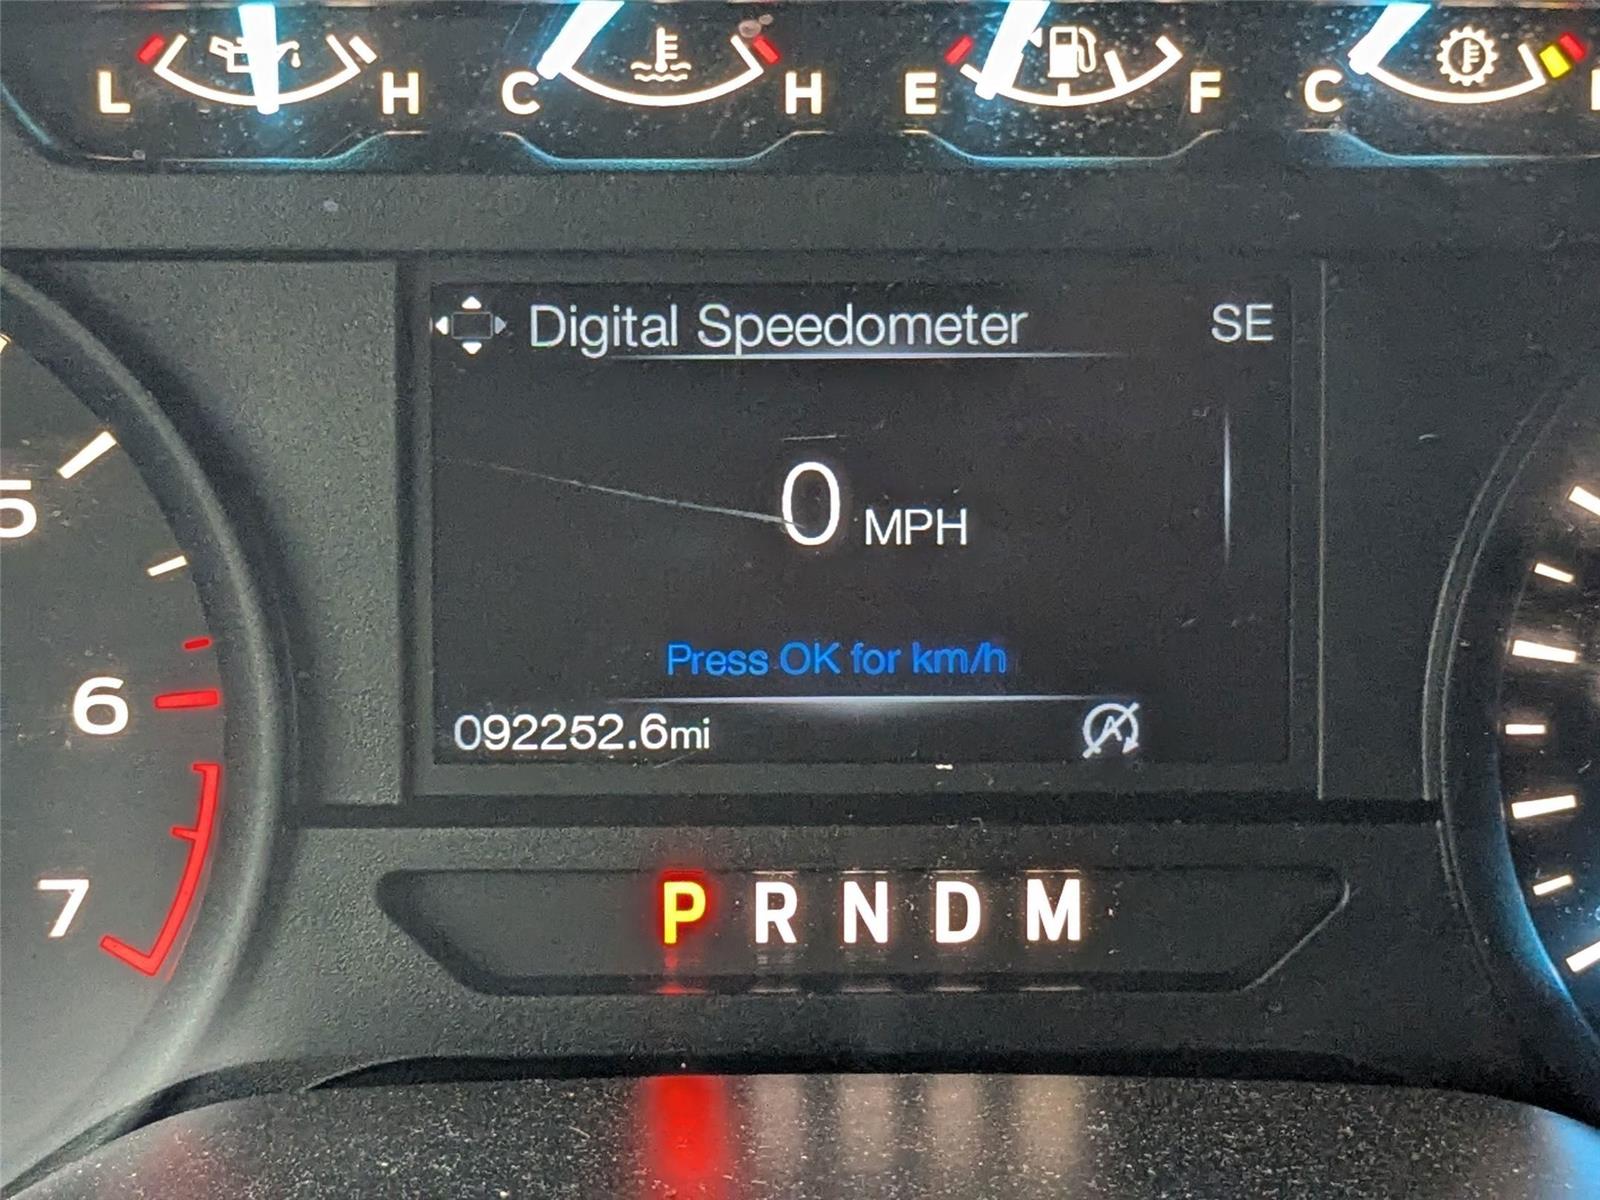 L H C H E F C
Digital Speedometer SE
5
0 MPH
Press OK for km/h
6
092252.6mi A
7
P R N D M